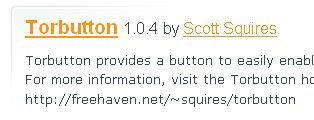 Torbutton 1.0.4 by Scott Squires
Torbutton provides a button to easily enabl
For more information, visit the Torbutton ho
http://freehaven.net/~squires/torbutton